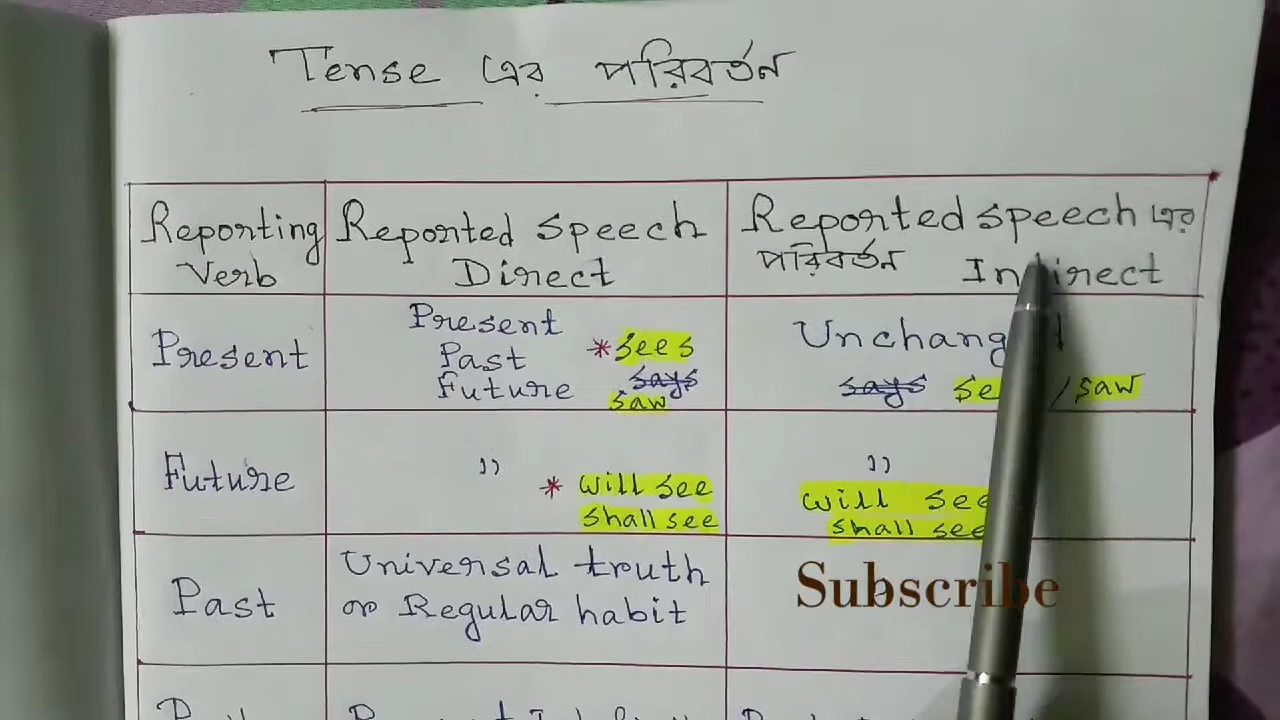 Tense এর পরিবর্তন
Reporting Verb
Reported Speech Direct
Reported speech এর পরিবর্তন Indirect
Present
Present
Past
Future
*sees
says
saw
says /saw
Future
"
* will see
shall see
"
will see
shall see
Past
Universal truth
or Regular habit
Subscribe